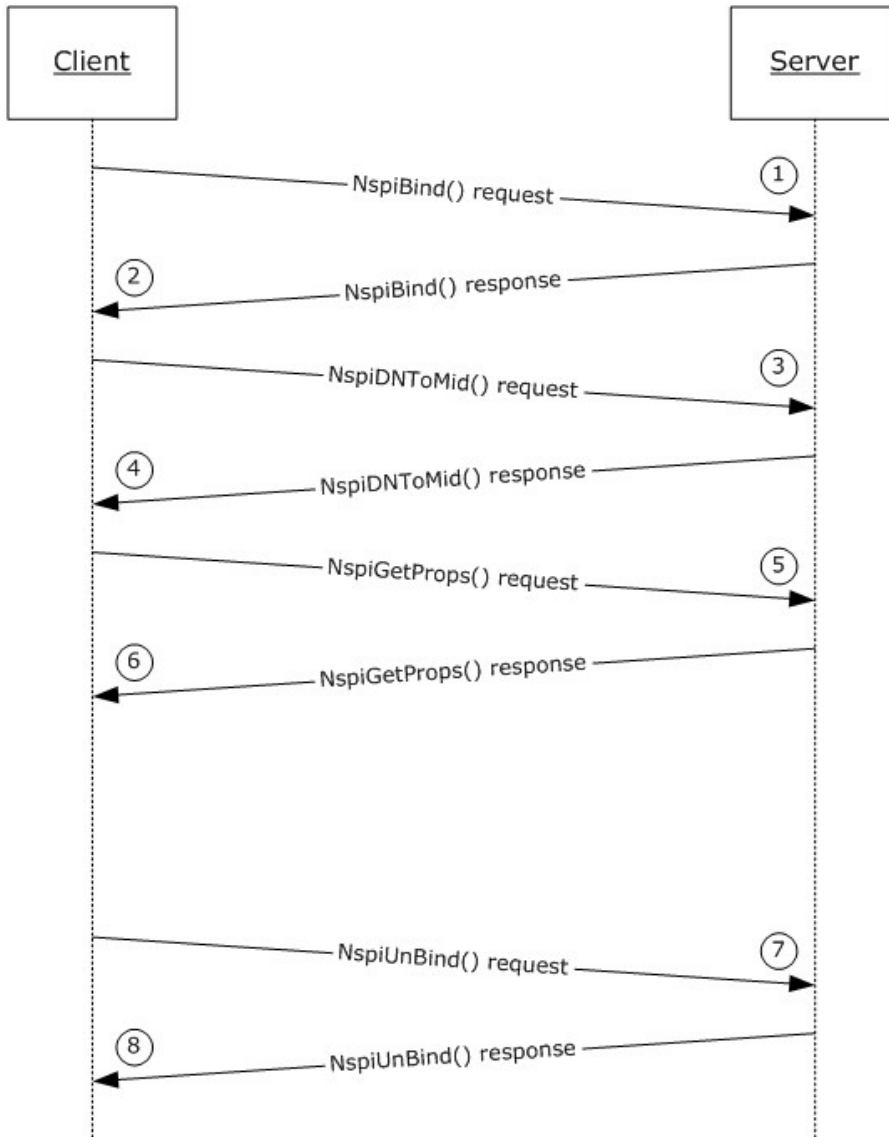 Client
Server
NspiBind() request
1
2
NspiBind() response
NspiDNToMid() request
3
4
NspiDNToMid() response
NspiGetProps() request
5
6
NspiGetProps() response
NspiUnBind() request
7
8
NspiUnBind() response